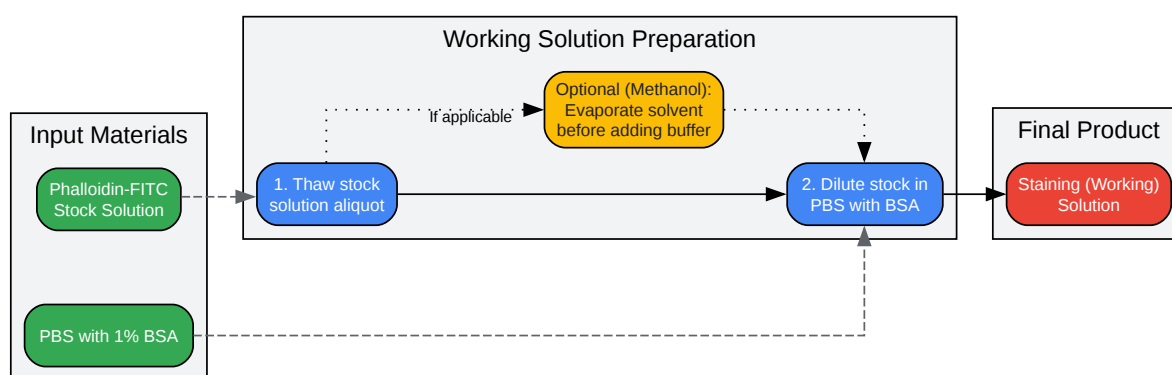 Working Solution Preparation
Optional (Methanol):
Evaporate solvent
before adding buffer
If applicable
Input Materials
Final Product
Phalloidin-FITC
Stock Solution
1. Thaw stock
solution aliquot
2. Dilute stock in
PBS with BSA
Staining (Working)
Solution
PBS with 1% BSA